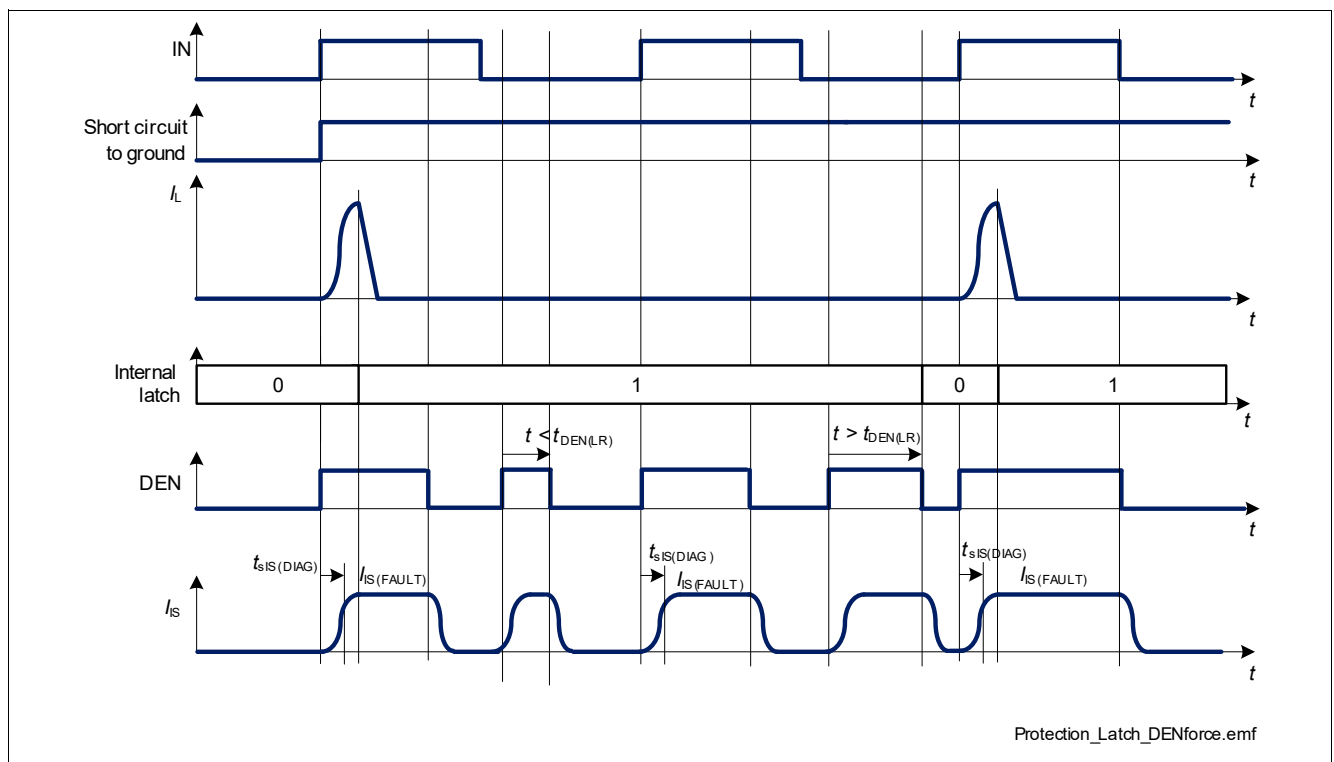 IN
t
Short circuit
to ground
t
IL
t
Internal
latch
0
1
0
1
t
t < tDEN(LR)
t > tDEN(LR)
DEN
t
tsIS(DIAG)
IIS(FAULT)
tsIS(DIAG)
IIS(FAULT)
tsIS(DIAG)
IIS(FAULT)
IIS
t
Protection_Latch_DENforce.emf